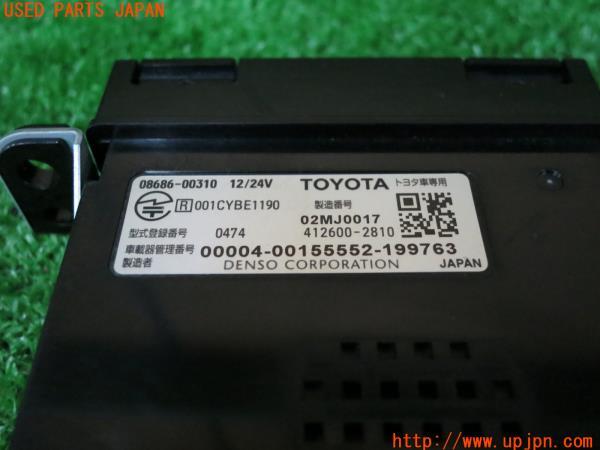 USED PARTS JAPAN
08686-00310 12/24V TOYOTA トヨタ車専用
R 001CYBE1190 製造番号
02MJ0017
型式登録番号 0474 412600-2810
車載器管理番号 00004-00155552-199763
製造者 DENSO CORPORATION JAPAN
http://www.upjpn.com/